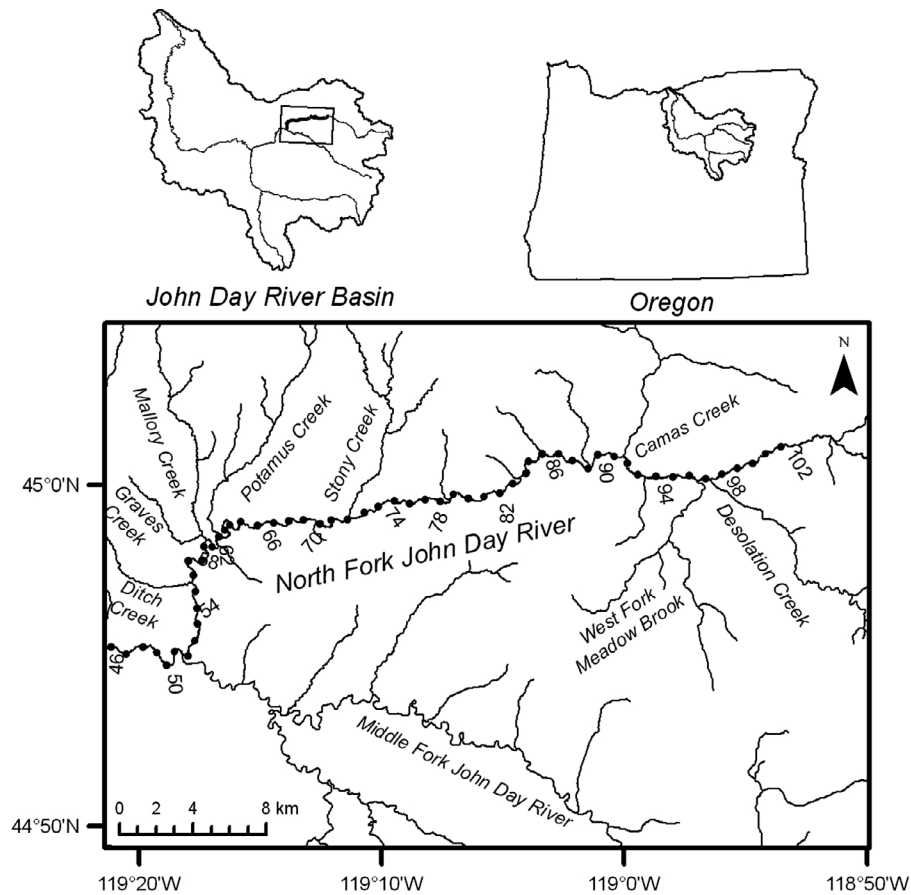 John Day River Basin
Oregon
N
Mallory
Creek
Potamus Creek
Stony Creek
Camas Creek
Graves
Creek
45°0'N
86
90
94
98
102
74
78
82
66
70
62
58
North Fork John Day River
Desolation Creek
Ditch
Creek
54
West Fork
Meadow Brook
46
50
Middle Fork John Day River
0 2 4 8 km
44°50'N
119°20'W 119°10'W 119°0'W 118°50'W